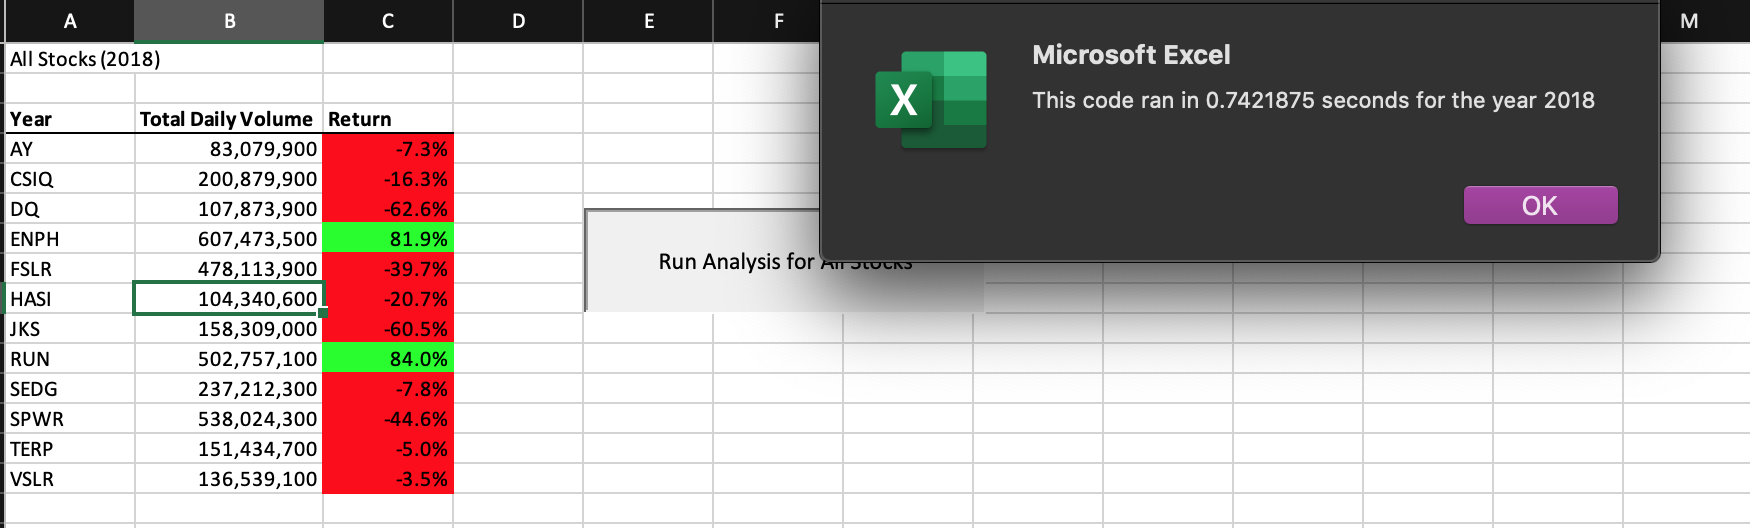 A B C D E F M
All Stocks (2018)
Year Total Daily Volume Return
AY 83,079,900 -7.3%
CSIQ 200,879,900 -16.3%
DQ 107,873,900 -62.6%
ENPH 607,473,500 81.9%
FSLR 478,113,900 -39.7%
HASI 104,340,600 -20.7%
JKS 158,309,000 -60.5%
RUN 502,757,100 84.0%
SEDG 237,212,300 -7.8%
SPWR 538,024,300 -44.6%
TERP 151,434,700 -5.0%
VSLR 136,539,100 -3.5%
Run Analysis for All Stocks
X
Microsoft Excel
This code ran in 0.7421875 seconds for the year 2018
OK